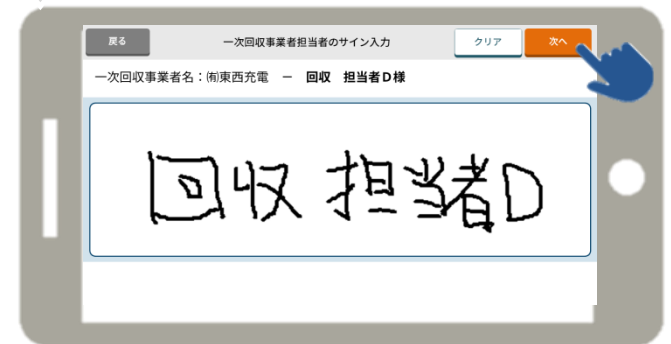 戻る 一次回収事業者担当者のサイン入力 クリア 次へ
一次回収事業者名：㈲東西充電 － 回収 担当者D様
回収 担当者D